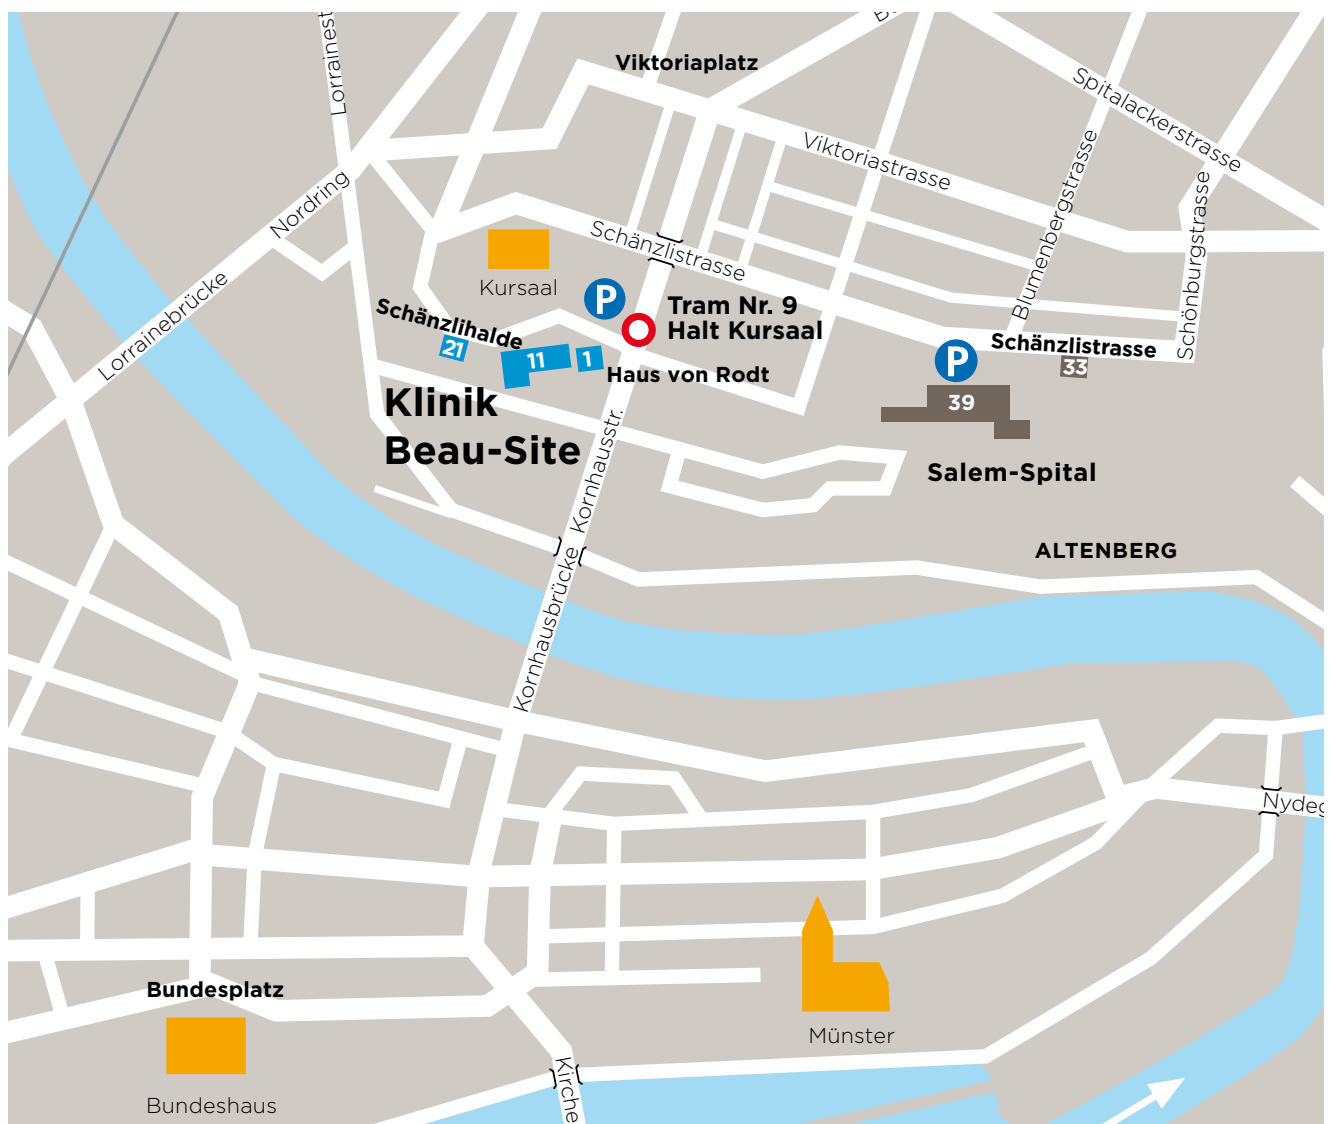 Lorrainest
Viktoriaplatz
Spitalackerstrasse
Viktoriastrasse
Blumenbergstrasse
Schönburgstrasse
Nordring
Schänzlistrasse
Kursaal
P
Tram Nr. 9
Halt Kursaal
Lorrainebrücke
Schänzlihalde
21
11
1
Haus von Rodt
Schänzlistrasse
33
P
39
Klinik
Beau-Site
Kornhausstr.
Salem-Spital
ALTENBERG
Kornhausbrücke
Nydeg
Bundesplatz
Münster
Kirche
Bundeshaus